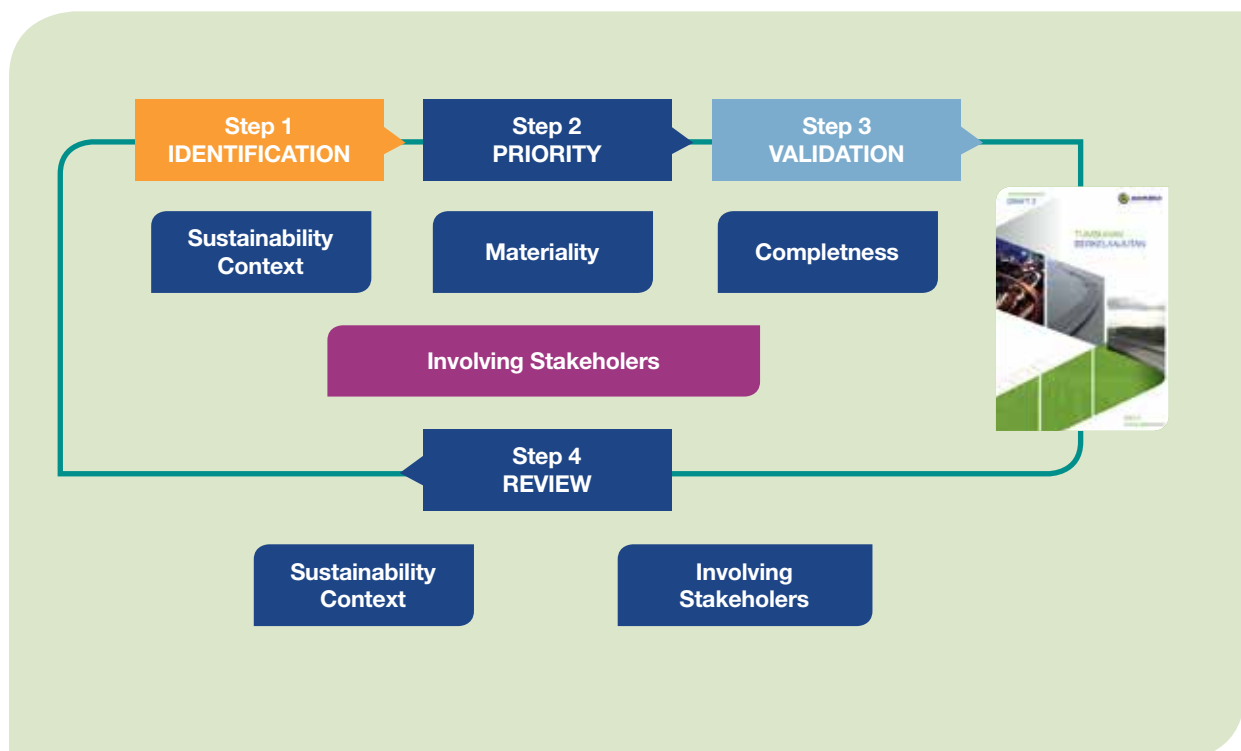 Step 1
IDENTIFICATION
Step 2
PRIORITY
Step 3
VALIDATION
Sustainability
Context
Materiality
Completness
BERKELANJUTAN
Involving Stakeholers
Step 4
REVIEW
Sustainability
Context
Involving
Stakeholers